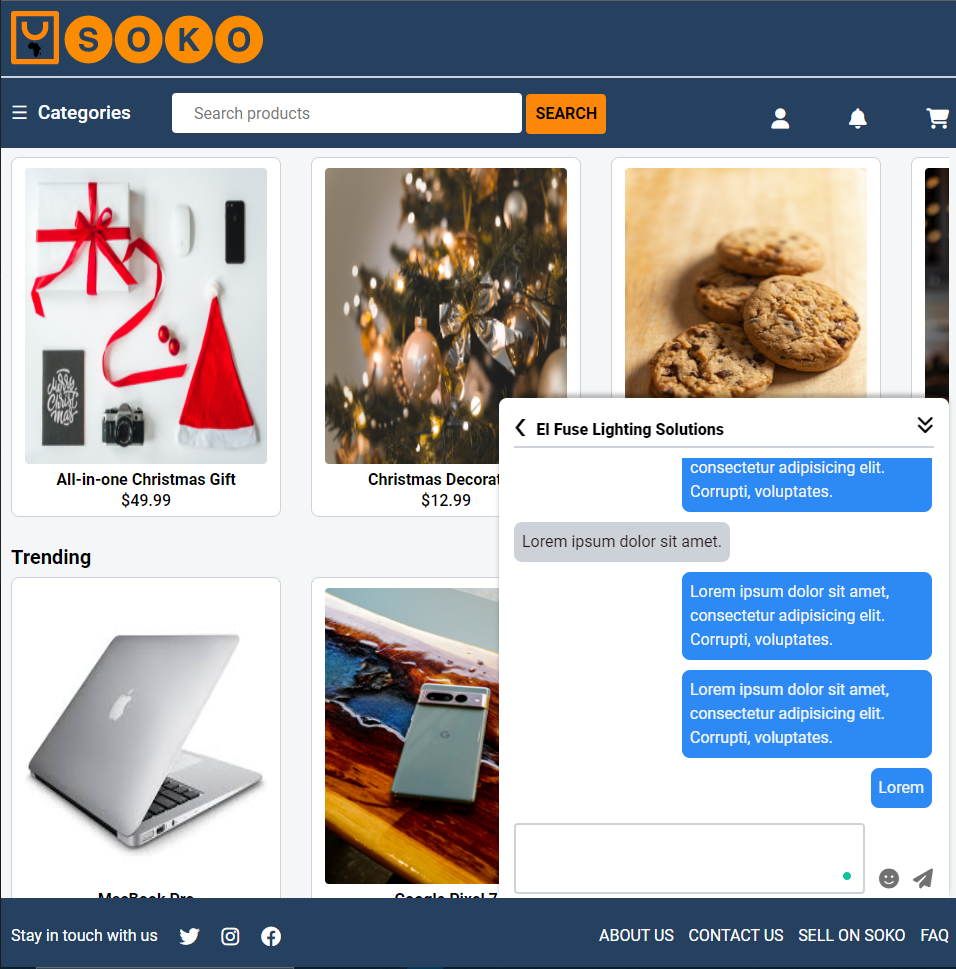 SOKO
☰ Categories
Search products
SEARCH
Merry
Christ
mas
All-in-one Christmas Gift
$49.99
Christmas Decorat
$12.99
Trending
MacBook Pro
Google Pixel 7
El Fuse Lighting Solutions
consectetur adipisicing elit.
Corrupti, voluptates.
Lorem ipsum dolor sit amet.
Lorem ipsum dolor sit amet,
consectetur adipisicing elit.
Corrupti, voluptates.
Lorem ipsum dolor sit amet,
consectetur adipisicing elit.
Corrupti, voluptates.
Lorem
Stay in touch with us
ABOUT US
CONTACT US
SELL ON SOKO
FAQ